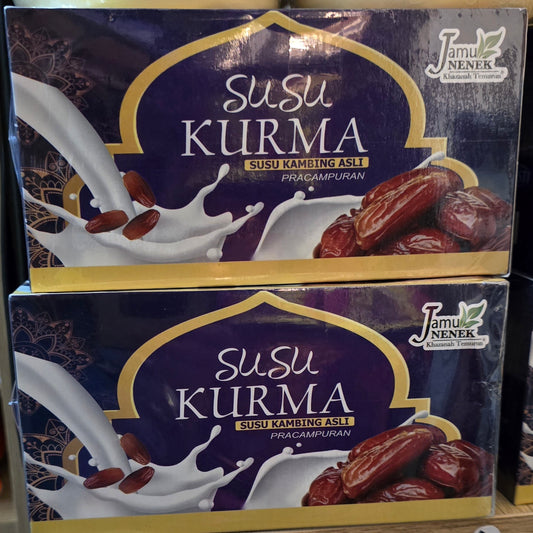 Jamu
NENEK
Khazanah Temurun
SUSU
KURMA
SUSU KAMBING ASLI
PRACAMPURAN
Jamu
NENEK
Khazanah Temurun
SUSU
KURMA
SUSU KAMBING ASLI
PRACAMPURAN